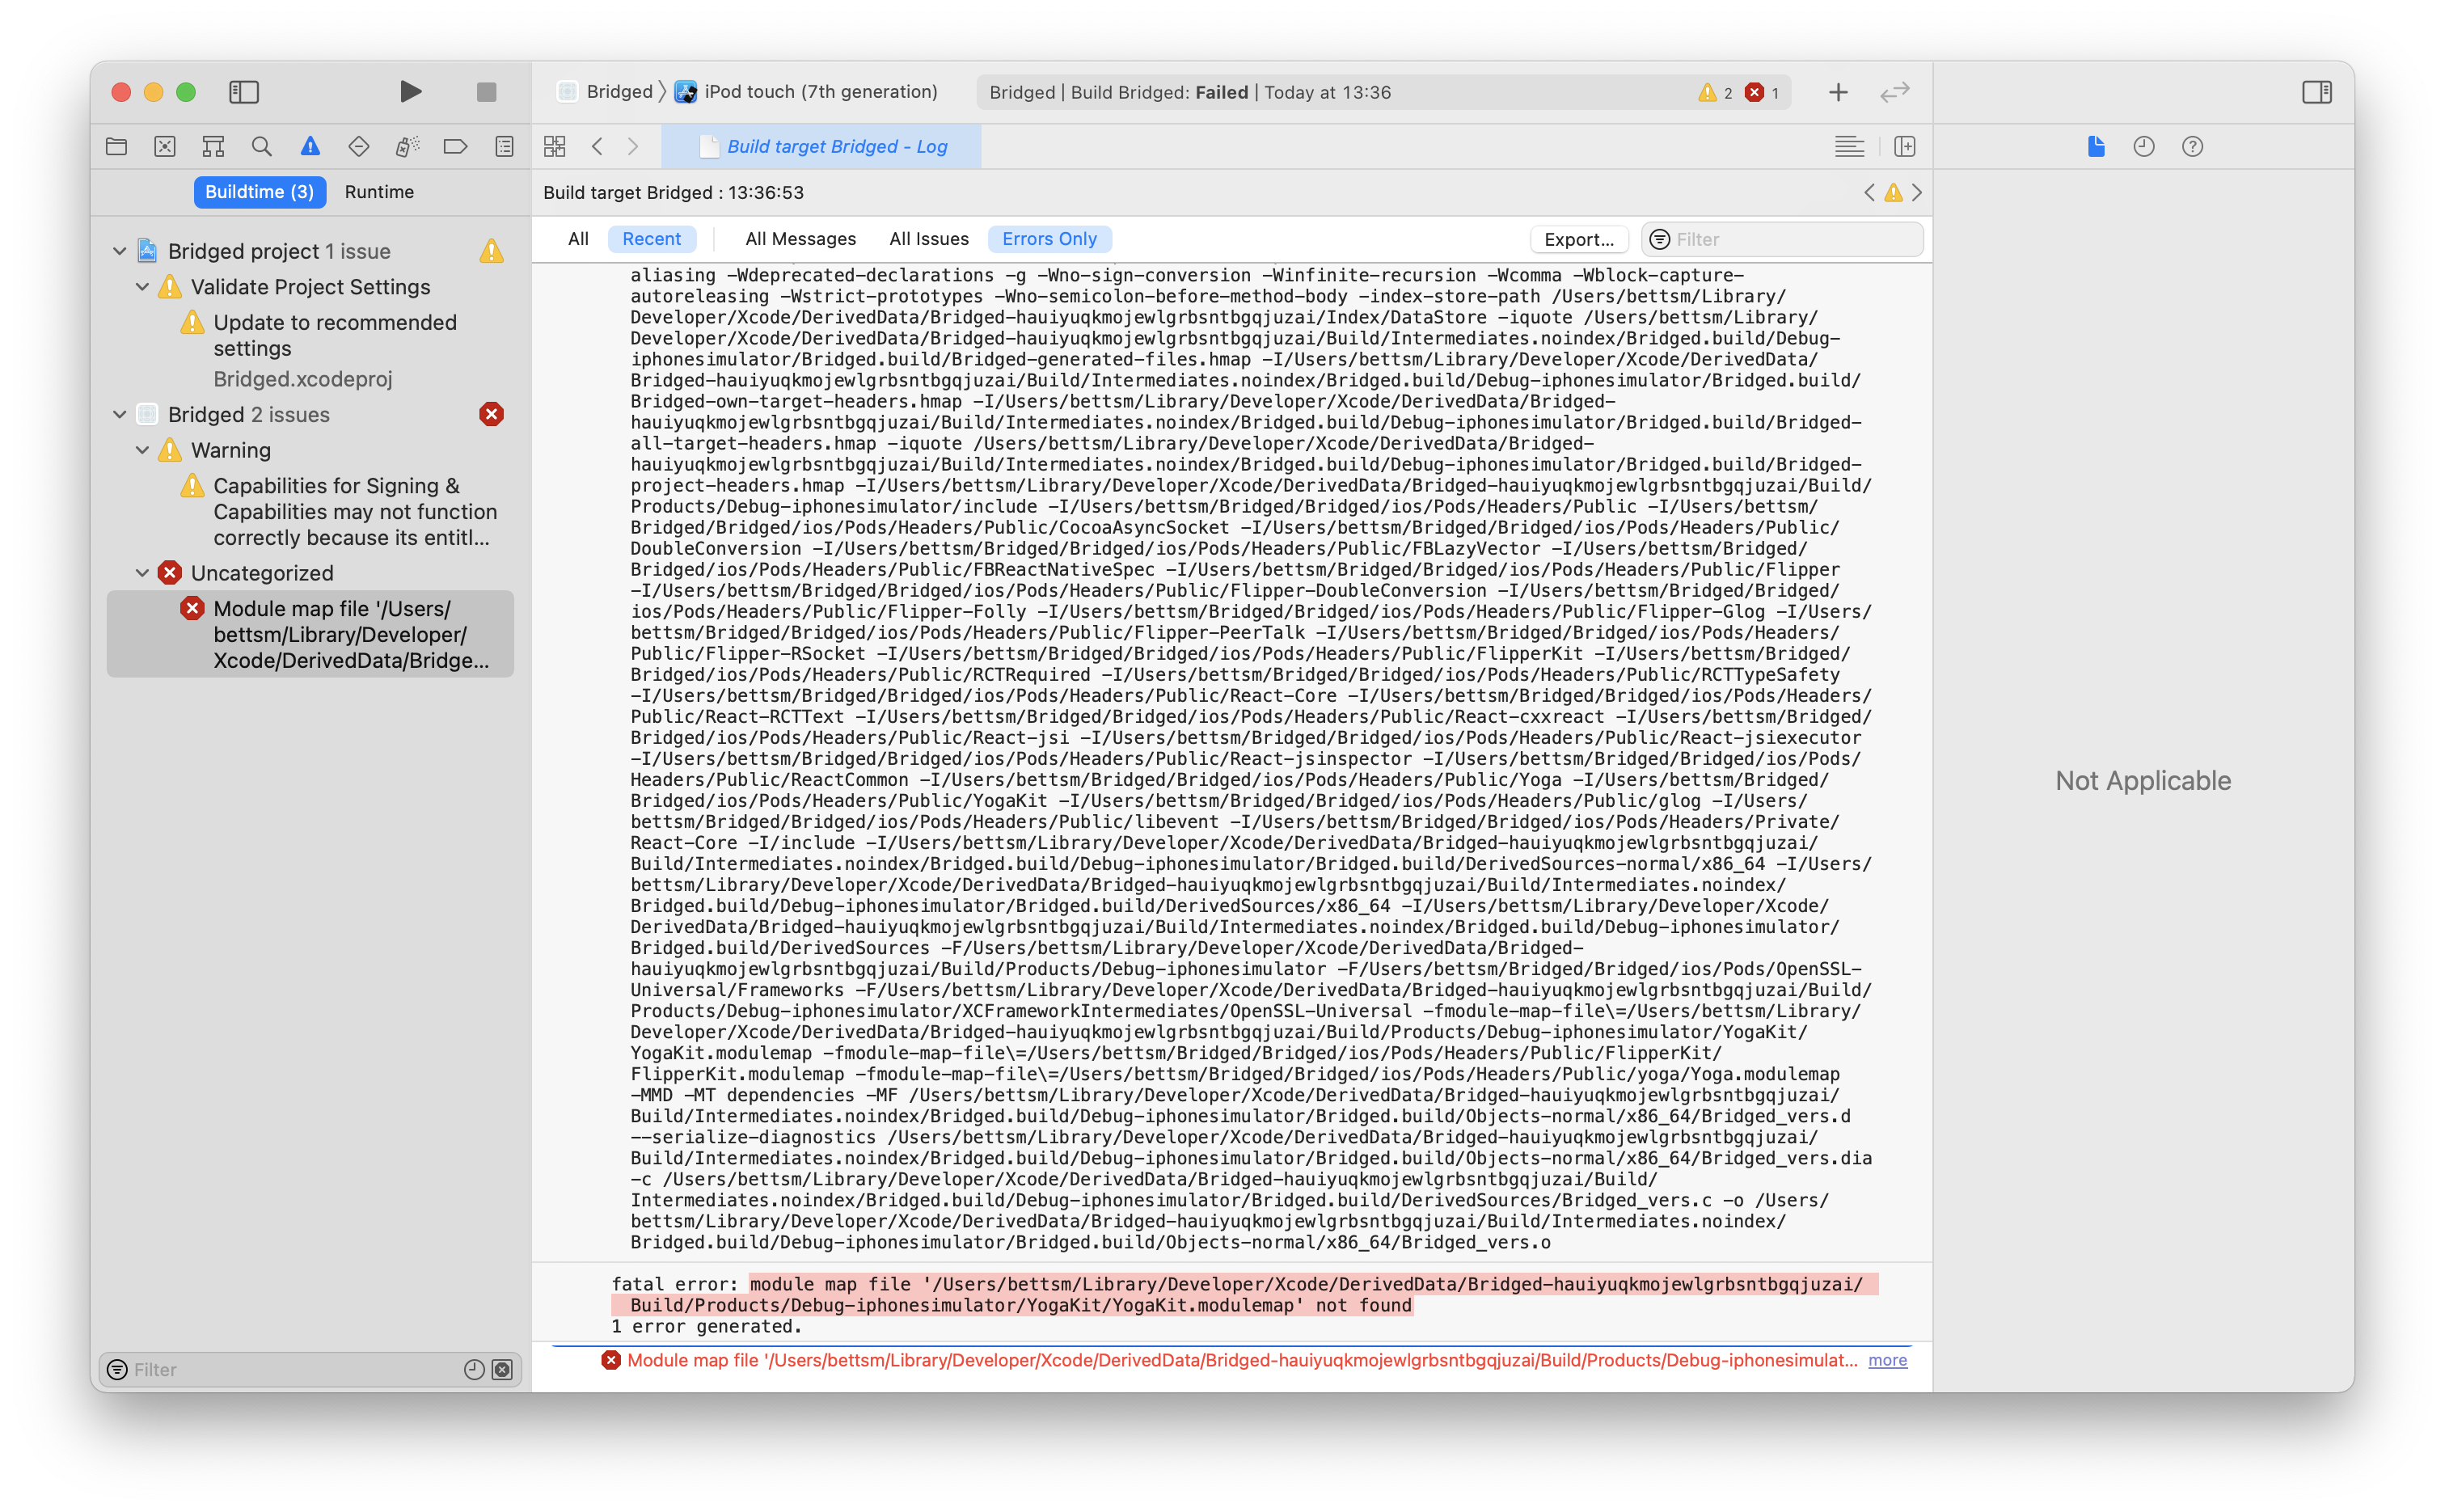 Bridged
iPod touch (7th generation)
Bridged | Build Bridged: Failed | Today at 13:36
2
1
Build target Bridged - Log
Buildtime (3)
Runtime
Build target Bridged : 13:36:53
All
Recent
All Messages
All Issues
Errors Only
Export...
Filter
Bridged project 1 issue
Validate Project Settings
Update to recommended
settings
Bridged.xcodeproj
Bridged 2 issues
Warning
Capabilities for Signing &
Capabilities may not function
correctly because its entitl...
Uncategorized
Module map file '/Users/
bettsm/Library/Developer/
Xcode/DerivedData/Bridge...
Filter
aliasing -Wdeprecated-declarations -g -Wno-sign-conversion -Winfinite-recursion -Wcomma -Wblock-capture-
autoreleasing -Wstrict-prototypes -Wno-semicolon-before-method-body -index-store-path /Users/bettsm/Library/
Developer/Xcode/DerivedData/Bridged-hauiyuqkmojewlgrbsntbgqjuzai/Index/DataStore -iquote /Users/bettsm/Library/
Developer/Xcode/DerivedData/Bridged-hauiyuqkmojewlgrbsntbgqjuzai/Build/Intermediates.noindex/Bridged.build/Debug-
iphonesimulator/Bridged.build/Bridged-generated-files.hmap -I/Users/bettsm/Library/Developer/Xcode/DerivedData/
Bridged-hauiyuqkmojewlgrbsntbgqjuzai/Build/Intermediates.noindex/Bridged.build/Debug-iphonesimulator/Bridged.build/
Bridged-own-target-headers.hmap -I/Users/bettsm/Library/Developer/Xcode/DerivedData/Bridged-
hauiyuqkmojewlgrbsntbgqjuzai/Build/Intermediates.noindex/Bridged.build/Debug-iphonesimulator/Bridged.build/Bridged-
all-target-headers.hmap -iquote /Users/bettsm/Library/Developer/Xcode/DerivedData/Bridged-
hauiyuqkmojewlgrbsntbgqjuzai/Build/Intermediates.noindex/Bridged.build/Debug-iphonesimulator/Bridged.build/Bridged-
project-headers.hmap -I/Users/bettsm/Library/Developer/Xcode/DerivedData/Bridged-hauiyuqkmojewlgrbsntbgqjuzai/Build/
Products/Debug-iphonesimulator/include -I/Users/bettsm/Bridged/Bridged/ios/Pods/Headers/Public -I/Users/bettsm/
Bridged/Bridged/ios/Pods/Headers/Public/CocoaAsyncSocket -I/Users/bettsm/Bridged/Bridged/ios/Pods/Headers/Public/
DoubleConversion -I/Users/bettsm/Bridged/Bridged/ios/Pods/Headers/Public/FBLazyVector -I/Users/bettsm/Bridged/
Bridged/ios/Pods/Headers/Public/FBReactNativeSpec -I/Users/bettsm/Bridged/Bridged/ios/Pods/Headers/Public/Flipper
-I/Users/bettsm/Bridged/Bridged/ios/Pods/Headers/Public/Flipper-DoubleConversion -I/Users/bettsm/Bridged/Bridged/
ios/Pods/Headers/Public/Flipper-Folly -I/Users/bettsm/Bridged/Bridged/ios/Pods/Headers/Public/Flipper-Glog -I/Users/
bettsm/Bridged/Bridged/ios/Pods/Headers/Public/Flipper-PeerTalk -I/Users/bettsm/Bridged/Bridged/ios/Pods/Headers/
Public/Flipper-RSocket -I/Users/bettsm/Bridged/Bridged/ios/Pods/Headers/Public/FlipperKit -I/Users/bettsm/Bridged/
Bridged/ios/Pods/Headers/Public/RCTRequired -I/Users/bettsm/Bridged/Bridged/ios/Pods/Headers/Public/RCTTypeSafety
-I/Users/bettsm/Bridged/Bridged/ios/Pods/Headers/Public/React-Core -I/Users/bettsm/Bridged/Bridged/ios/Pods/Headers/
Public/React-RCTText -I/Users/bettsm/Bridged/Bridged/ios/Pods/Headers/Public/React-cxxreact -I/Users/bettsm/Bridged/
Bridged/ios/Pods/Headers/Public/React-jsi -I/Users/bettsm/Bridged/Bridged/ios/Pods/Headers/Public/React-jsiexecutor
-I/Users/bettsm/Bridged/Bridged/ios/Pods/Headers/Public/React-jsinspector -I/Users/bettsm/Bridged/Bridged/ios/Pods/
Headers/Public/ReactCommon -I/Users/bettsm/Bridged/Bridged/ios/Pods/Headers/Public/Yoga -I/Users/bettsm/Bridged/
Bridged/ios/Pods/Headers/Public/YogaKit -I/Users/bettsm/Bridged/Bridged/ios/Pods/Headers/Public/glog -I/Users/
bettsm/Bridged/Bridged/ios/Pods/Headers/Public/libevent -I/Users/bettsm/Bridged/Bridged/ios/Pods/Headers/Private/
React-Core -I/include -I/Users/bettsm/Library/Developer/Xcode/DerivedData/Bridged-hauiyuqkmojewlgrbsntbgqjuzai/
Build/Intermediates.noindex/Bridged.build/Debug-iphonesimulator/Bridged.build/DerivedSources-normal/x86_64 -I/Users/
bettsm/Library/Developer/Xcode/DerivedData/Bridged-hauiyuqkmojewlgrbsntbgqjuzai/Build/Intermediates.noindex/
Bridged.build/Debug-iphonesimulator/Bridged.build/DerivedSources/x86_64 -I/Users/bettsm/Library/Developer/Xcode/
DerivedData/Bridged-hauiyuqkmojewlgrbsntbgqjuzai/Build/Intermediates.noindex/Bridged.build/Debug-iphonesimulator/
Bridged.build/DerivedSources -F/Users/bettsm/Library/Developer/Xcode/DerivedData/Bridged-
hauiyuqkmojewlgrbsntbgqjuzai/Build/Products/Debug-iphonesimulator -F/Users/bettsm/Bridged/Bridged/ios/Pods/OpenSSL-
Universal/Frameworks -F/Users/bettsm/Library/Developer/Xcode/DerivedData/Bridged-hauiyuqkmojewlgrbsntbgqjuzai/Build/
Products/Debug-iphonesimulator/XCFrameworkIntermediates/OpenSSL-Universal -fmodule-map-file\=/Users/bettsm/Library/
Developer/Xcode/DerivedData/Bridged-hauiyuqkmojewlgrbsntbgqjuzai/Build/Products/Debug-iphonesimulator/YogaKit/
YogaKit.modulemap -fmodule-map-file\=/Users/bettsm/Bridged/Bridged/ios/Pods/Headers/Public/FlipperKit/
FlipperKit.modulemap -fmodule-map-file\=/Users/bettsm/Bridged/Bridged/ios/Pods/Headers/Public/yoga/Yoga.modulemap
-MMD -MT dependencies -MF /Users/bettsm/Library/Developer/Xcode/DerivedData/Bridged-hauiyuqkmojewlgrbsntbgqjuzai/
Build/Intermediates.noindex/Bridged.build/Debug-iphonesimulator/Bridged.build/Objects-normal/x86_64/Bridged_vers.d
--serialize-diagnostics /Users/bettsm/Library/Developer/Xcode/DerivedData/Bridged-hauiyuqkmojewlgrbsntbgqjuzai/
Build/Intermediates.noindex/Bridged.build/Debug-iphonesimulator/Bridged.build/Objects-normal/x86_64/Bridged_vers.dia
-c /Users/bettsm/Library/Developer/Xcode/DerivedData/Bridged-hauiyuqkmojewlgrbsntbgqjuzai/Build/
Intermediates.noindex/Bridged.build/Debug-iphonesimulator/Bridged.build/DerivedSources/Bridged_vers.c -o /Users/
bettsm/Library/Developer/Xcode/DerivedData/Bridged-hauiyuqkmojewlgrbsntbgqjuzai/Build/Intermediates.noindex/
Bridged.build/Debug-iphonesimulator/Bridged.build/Objects-normal/x86_64/Bridged_vers.o
fatal error: module map file '/Users/bettsm/Library/Developer/Xcode/DerivedData/Bridged-hauiyuqkmojewlgrbsntbgqjuzai/
Build/Products/Debug-iphonesimulator/YogaKit/YogaKit.modulemap' not found
1 error generated.
Module map file '/Users/bettsm/Library/Developer/Xcode/DerivedData/Bridged-hauiyuqkmojewlgrbsntbgqjuzai/Build/Products/Debug-iphonesimulat... more
Not Applicable